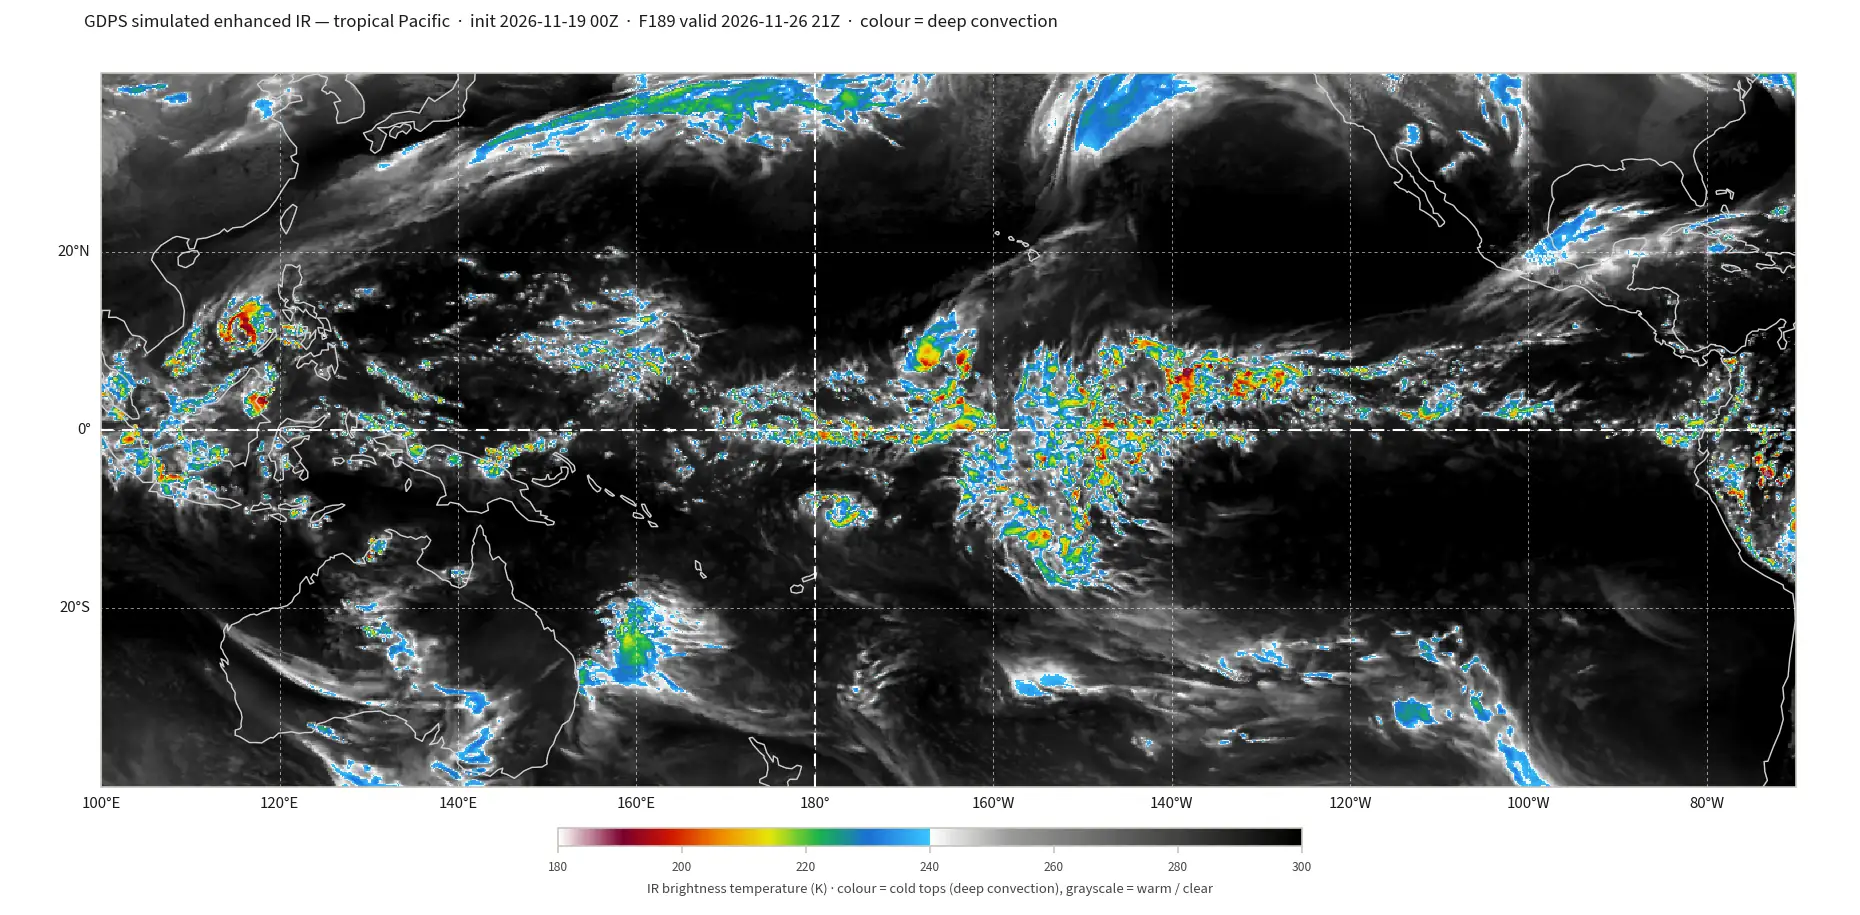 GDPS simulated enhanced IR — tropical Pacific · init 2026-11-19 00Z · F189 valid 2026-11-26 21Z · colour = deep convection
20°N
0°
20°S
100°E 120°E 140°E 160°E 180° 160°W 140°W 120°W 100°W 80°W
180 200 220 240 260 280 300
IR brightness temperature (K) · colour = cold tops (deep convection), grayscale = warm / clear